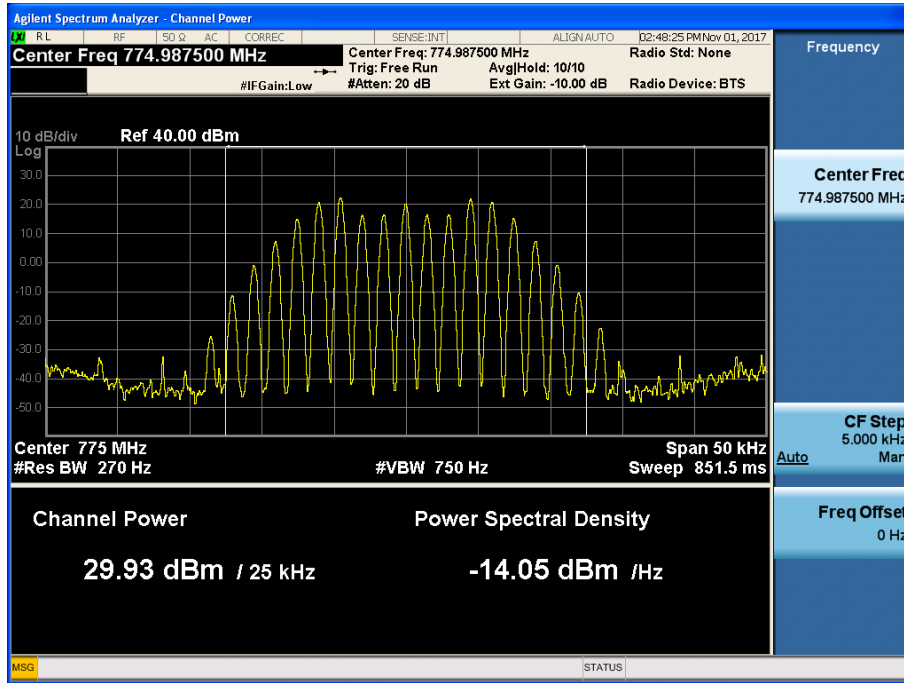 Agilent Spectrum Analyzer - Channel Power
LXI RL RF 50 Ω AC CORREC SENSE:INT ALIGNAUTO 02:48:25 PM Nov 01, 2017
Center Freq 774.987500 MHz
Center Freq: 774.987500 MHz Radio Std: None
Trig: Free Run Avg|Hold: 10/10
#IFGain:Low #Atten: 20 dB Ext Gain: -10.00 dB Radio Device: BTS
10 dB/div Ref 40.00 dBm
Log
30.0
20.0
10.0
0.00
-10.0
-20.0
-30.0
-40.0
-50.0
Center 775 MHz Span 50 kHz
#Res BW 270 Hz #VBW 750 Hz Sweep 851.5 ms
Channel Power Power Spectral Density
29.93 dBm / 25 kHz -14.05 dBm /Hz
MSG STATUS
Frequency
Center Freq
774.987500 MHz
CF Step
5.000 kHz
Auto Man
Freq Offset
0 Hz